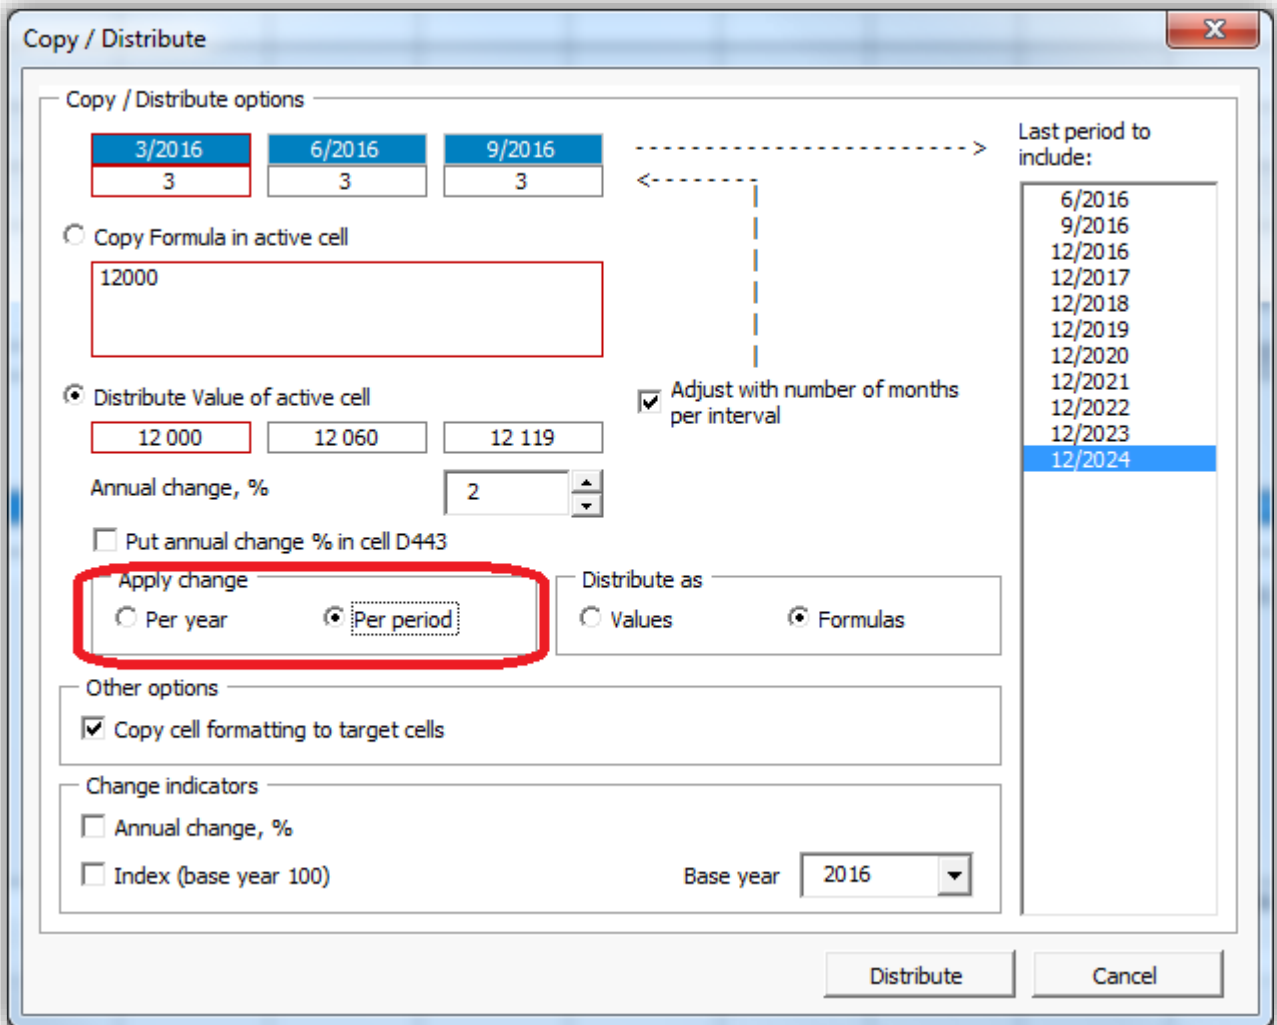 Copy / Distribute
Copy / Distribute options
3/2016 6/2016 9/2016
3 3 3
Last period to
include:
6/2016
9/2016
12/2016
12/2017
12/2018
12/2019
12/2020
12/2021
12/2022
12/2023
12/2024
Copy Formula in active cell
12000
Distribute Value of active cell
12 000 12 060 12 119
Adjust with number of months
per interval
Annual change, % 2
Put annual change % in cell D443
Apply change
Per year Per period
Distribute as
Values Formulas
Other options
Copy cell formatting to target cells
Change indicators
Annual change, %
Index (base year 100) Base year 2016
Distribute Cancel